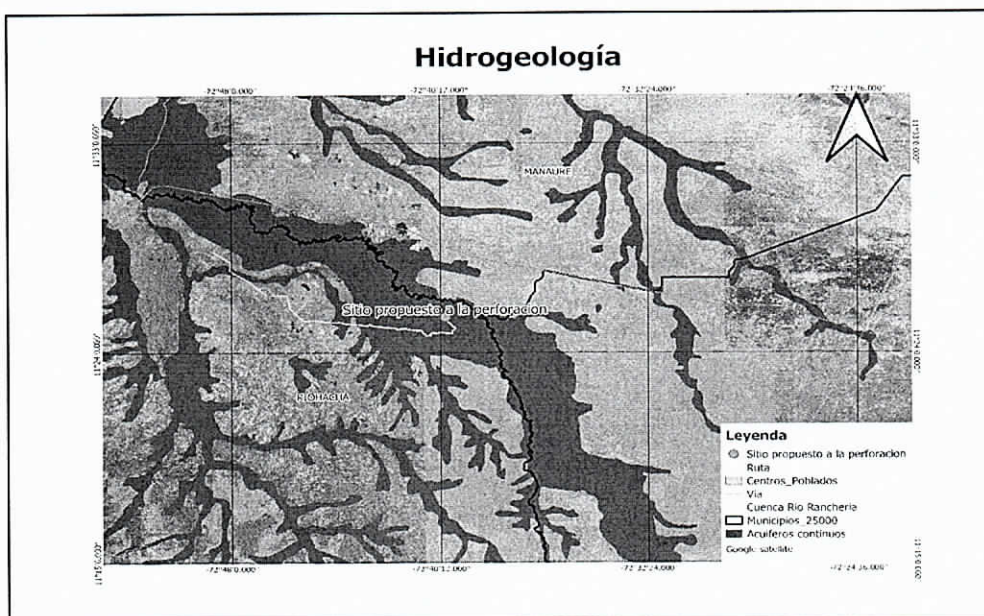 Hidrogeología
-72°48'0.000"
-72°40'12.000"
-72°32'24.000"
MANAURE
Sitio propuesto a la perforacion
RIOHACHA
11°24'0.000"
Leyenda
Sitio propuesto a la perforacion
Ruta
Centros_Poblados
Via
Cuenca Rio Rancheria
Municipios_25000
Acuiferos continuos
Google satellite
-72°48'0.000"
-72°40'12.000"
-72°32'24.000"
-72°24'36.000"